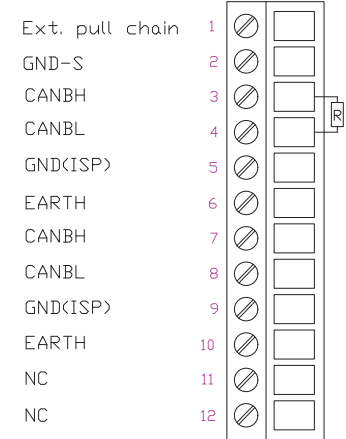 Ext. pull chain 1
GND-S 2
CANBH 3
CANBL 4
R
GND(ISP) 5
EARTH 6
CANBH 7
CANBL 8
GND(ISP) 9
EARTH 10
NC 11
NC 12